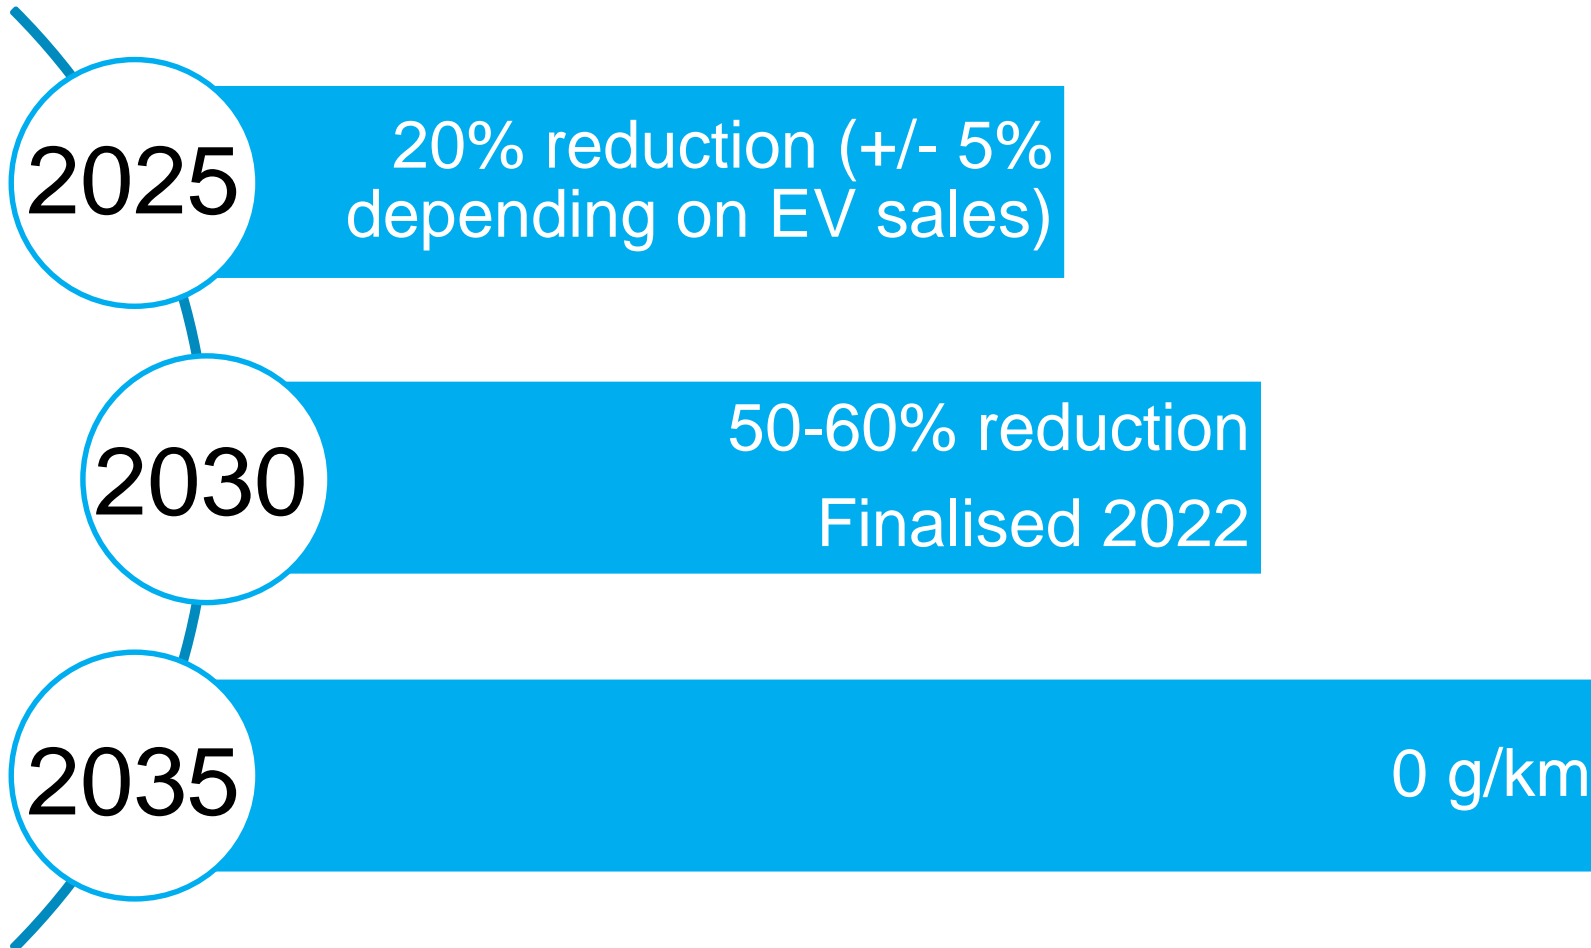 2025
20% reduction (+/- 5%
depending on EV sales)
2030
50-60% reduction
Finalised 2022
2035
0 g/km